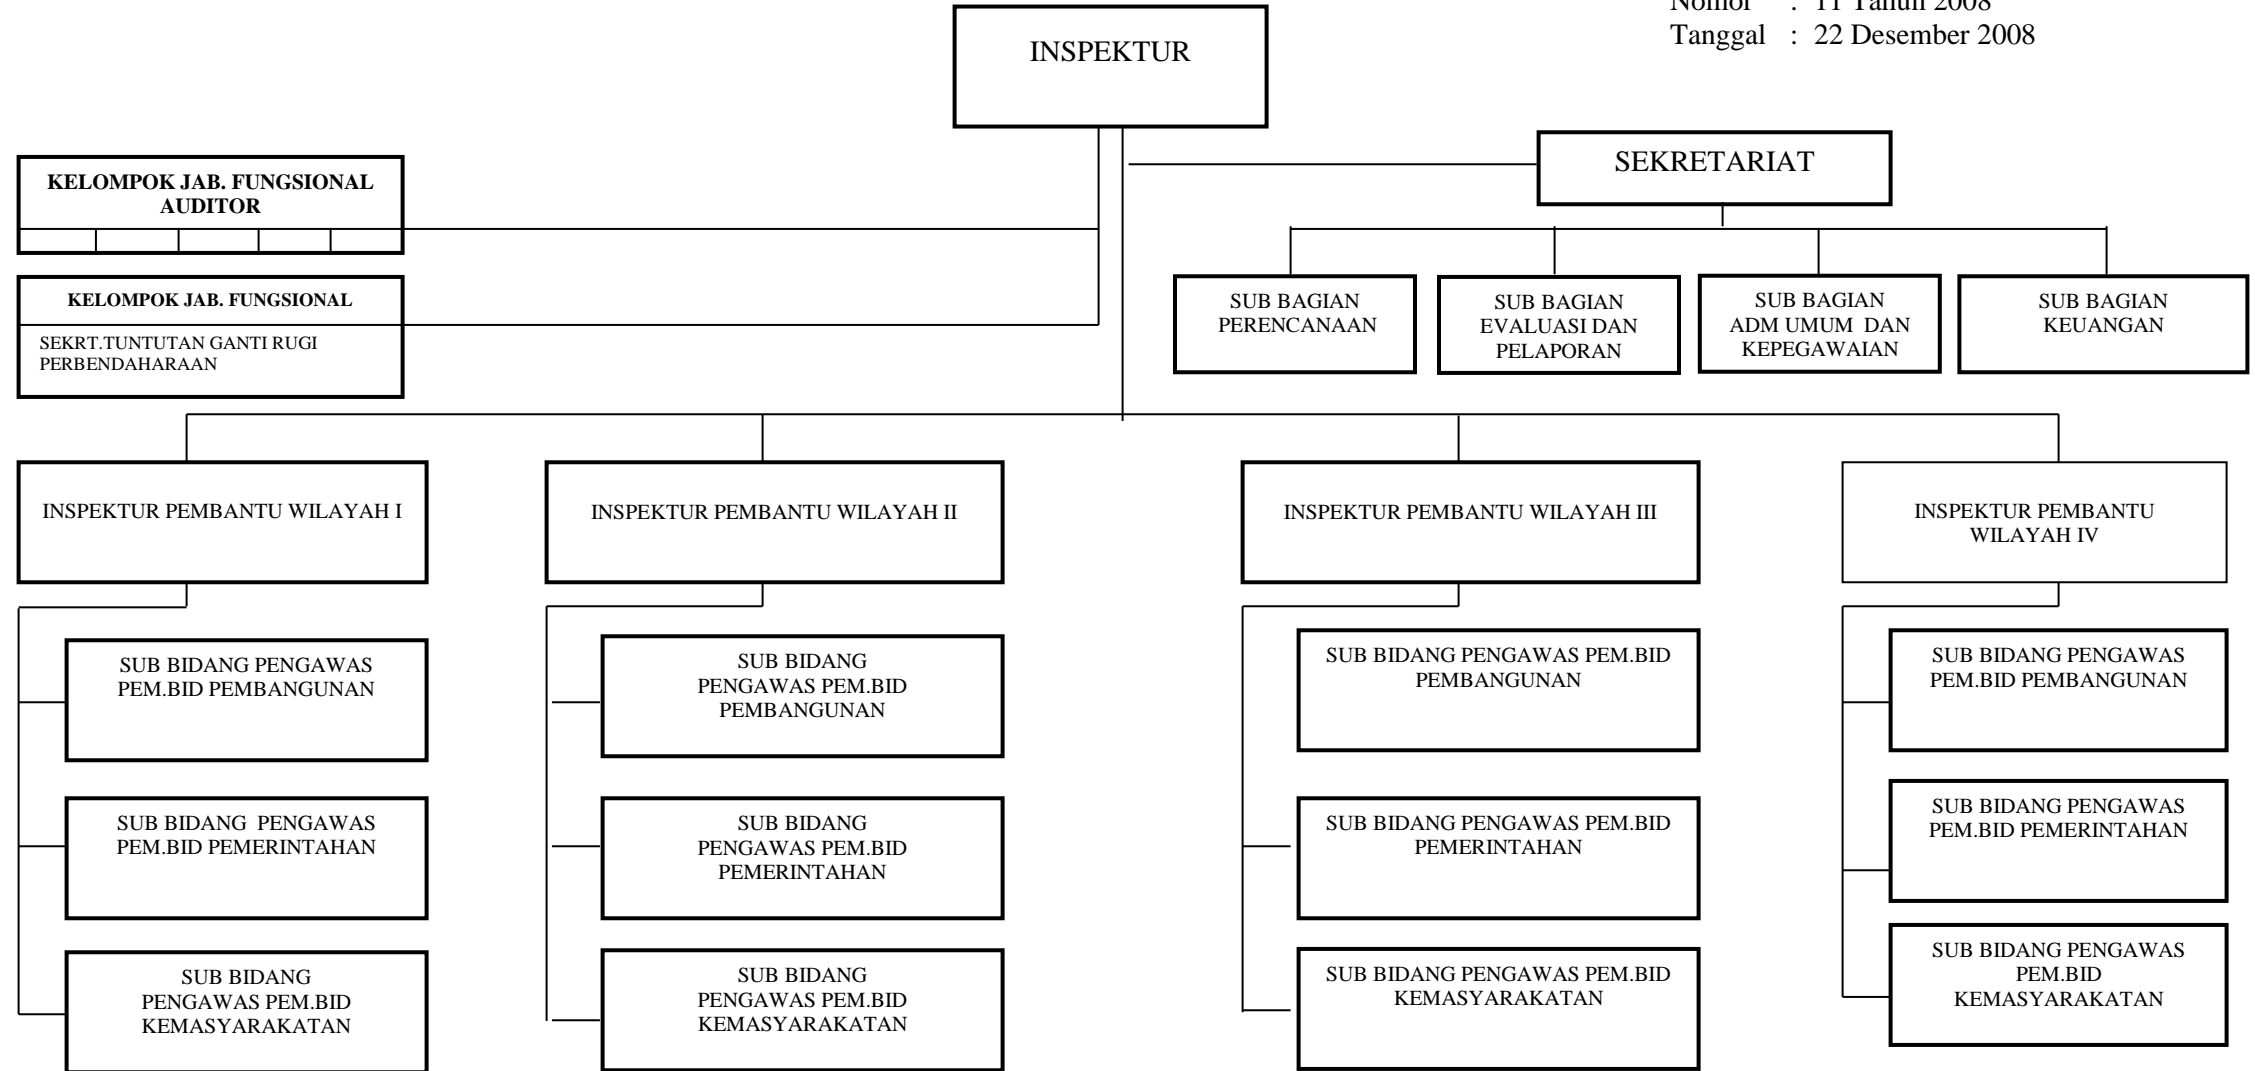 Nomor : 11 Tahun 2008
Tanggal : 22 Desember 2008
INSPEKTUR
SEKRETARIAT
KELOMPOK JAB. FUNGSIONAL
AUDITOR
KELOMPOK JAB. FUNGSIONAL
SEKRT.TUNTUTAN GANTI RUGI
PERBENDAHARAAN
SUB BAGIAN
PERENCANAAN
SUB BAGIAN
EVALUASI DAN
PELAPORAN
SUB BAGIAN
ADM UMUM DAN
KEPEGAWAIAN
SUB BAGIAN
KEUANGAN
INSPEKTUR PEMBANTU WILAYAH I
INSPEKTUR PEMBANTU WILAYAH II
INSPEKTUR PEMBANTU WILAYAH III
INSPEKTUR PEMBANTU
WILAYAH IV
SUB BIDANG PENGAWAS
PEM.BID PEMBANGUNAN
SUB BIDANG PENGAWAS
PEM.BID PEMERINTAHAN
SUB BIDANG
PENGAWAS PEM.BID
KEMASYARAKATAN
SUB BIDANG
PENGAWAS PEM.BID
PEMBANGUNAN
SUB BIDANG
PENGAWAS PEM.BID
PEMERINTAHAN
SUB BIDANG
PENGAWAS PEM.BID
KEMASYARAKATAN
SUB BIDANG PENGAWAS PEM.BID
PEMBANGUNAN
SUB BIDANG PENGAWAS PEM.BID
PEMERINTAHAN
SUB BIDANG PENGAWAS PEM.BID
KEMASYARAKATAN
SUB BIDANG PENGAWAS
PEM.BID PEMBANGUNAN
SUB BIDANG PENGAWAS
PEM.BID PEMERINTAHAN
SUB BIDANG PENGAWAS
PEM.BID
KEMASYARAKATAN